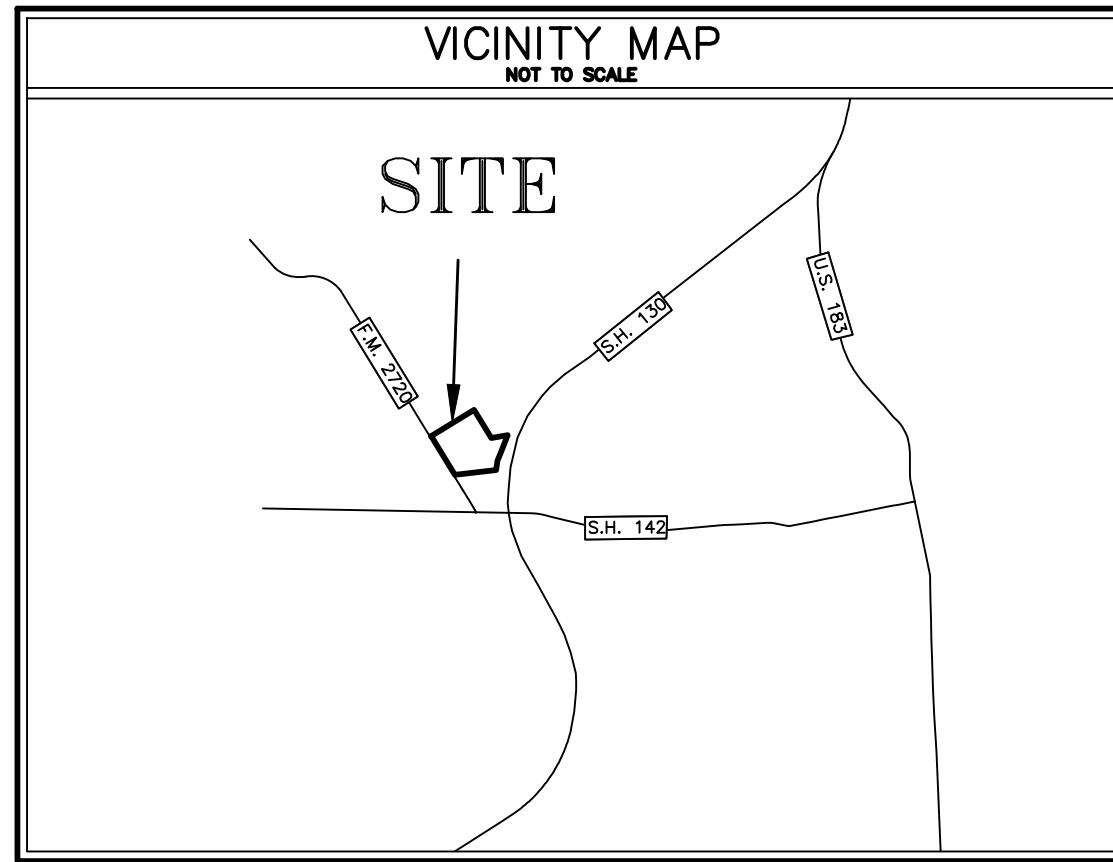 VICINITY MAP
NOT TO SCALE
SITE
U.S. 183
S.H. 130
F.M. 2720
S.H. 142